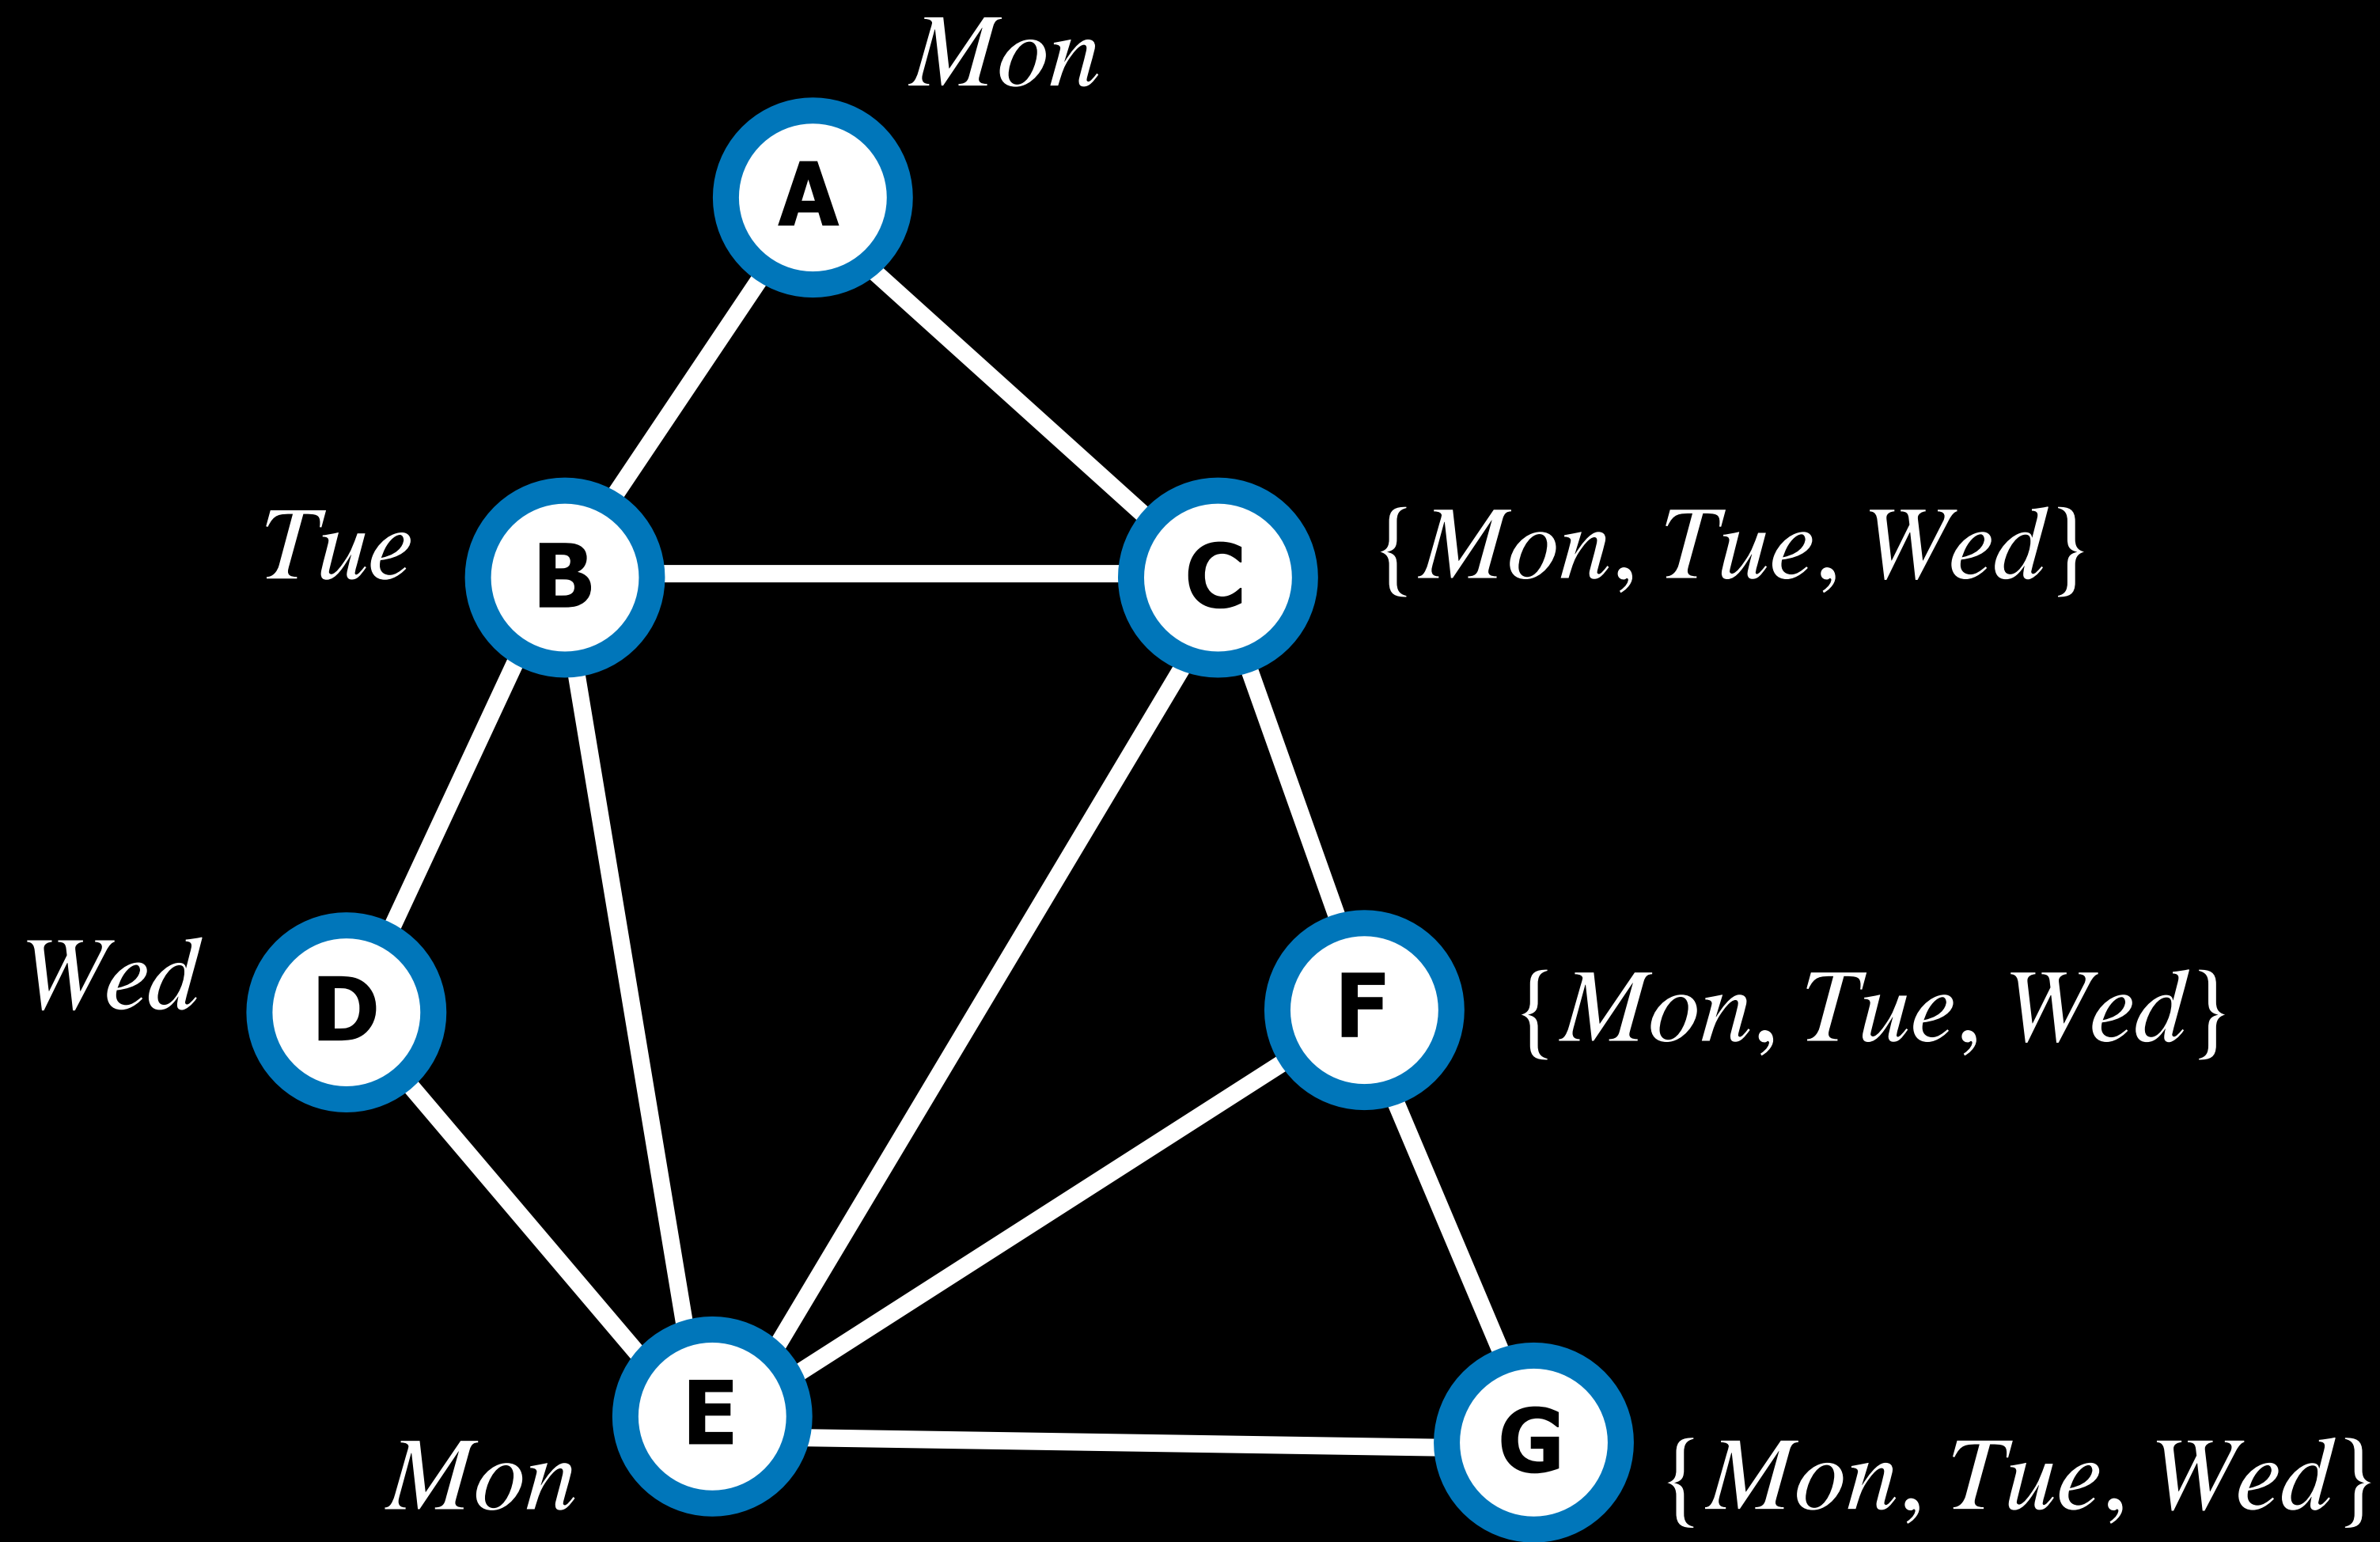 Mon
A
Tue
B
C
{Mon, Tue, Wed}
Wed
D
F
{Mon, Tue, Wed}
E
Mon
G
{Mon, Tue, Wed}